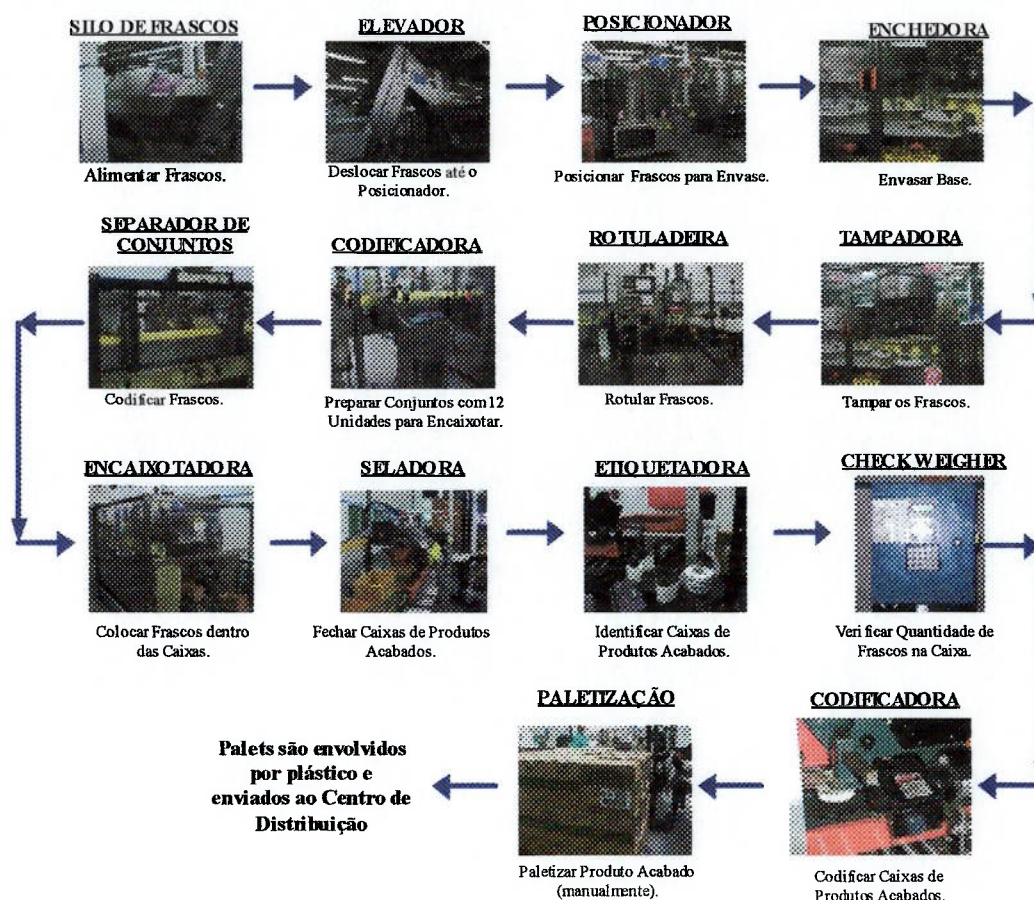 SILO DE FRASCOS
Alimentar Frascos.
ELEVADOR
Deslocar Frascos até o
Posicionador.
POSICIONADOR
Posicionar Frascos para Envase.
ENCHEDORA
Envasar Base.
SEPARADOR DE
CONJUNTOS
Codificar Frascos.
CODIFICADORA
Preparar Conjuntos com 12
Unidades para Encaixotar.
ROTULADEIRA
Rotular Frascos.
TAMPADORA
Tampar os Frascos.
ENCAIXOTADORA
Colocar Frascos dentro
das Caixas.
SELADORA
Fechar Caixas de Produtos
Acabados.
ETIQUETADORA
Identificar Caixas de
Produtos Acabados.
CHECK WEIGHER
Verificar Quantidade de
Frascos na Caixa.
Palets são envolvidos
por plástico e
enviados ao Centro de
Distribuição
PALETIZAÇÃO
Paletizar Produto Acabado
(manualmente).
CODIFICADORA
Codificar Caixas de
Produtos Acabados.